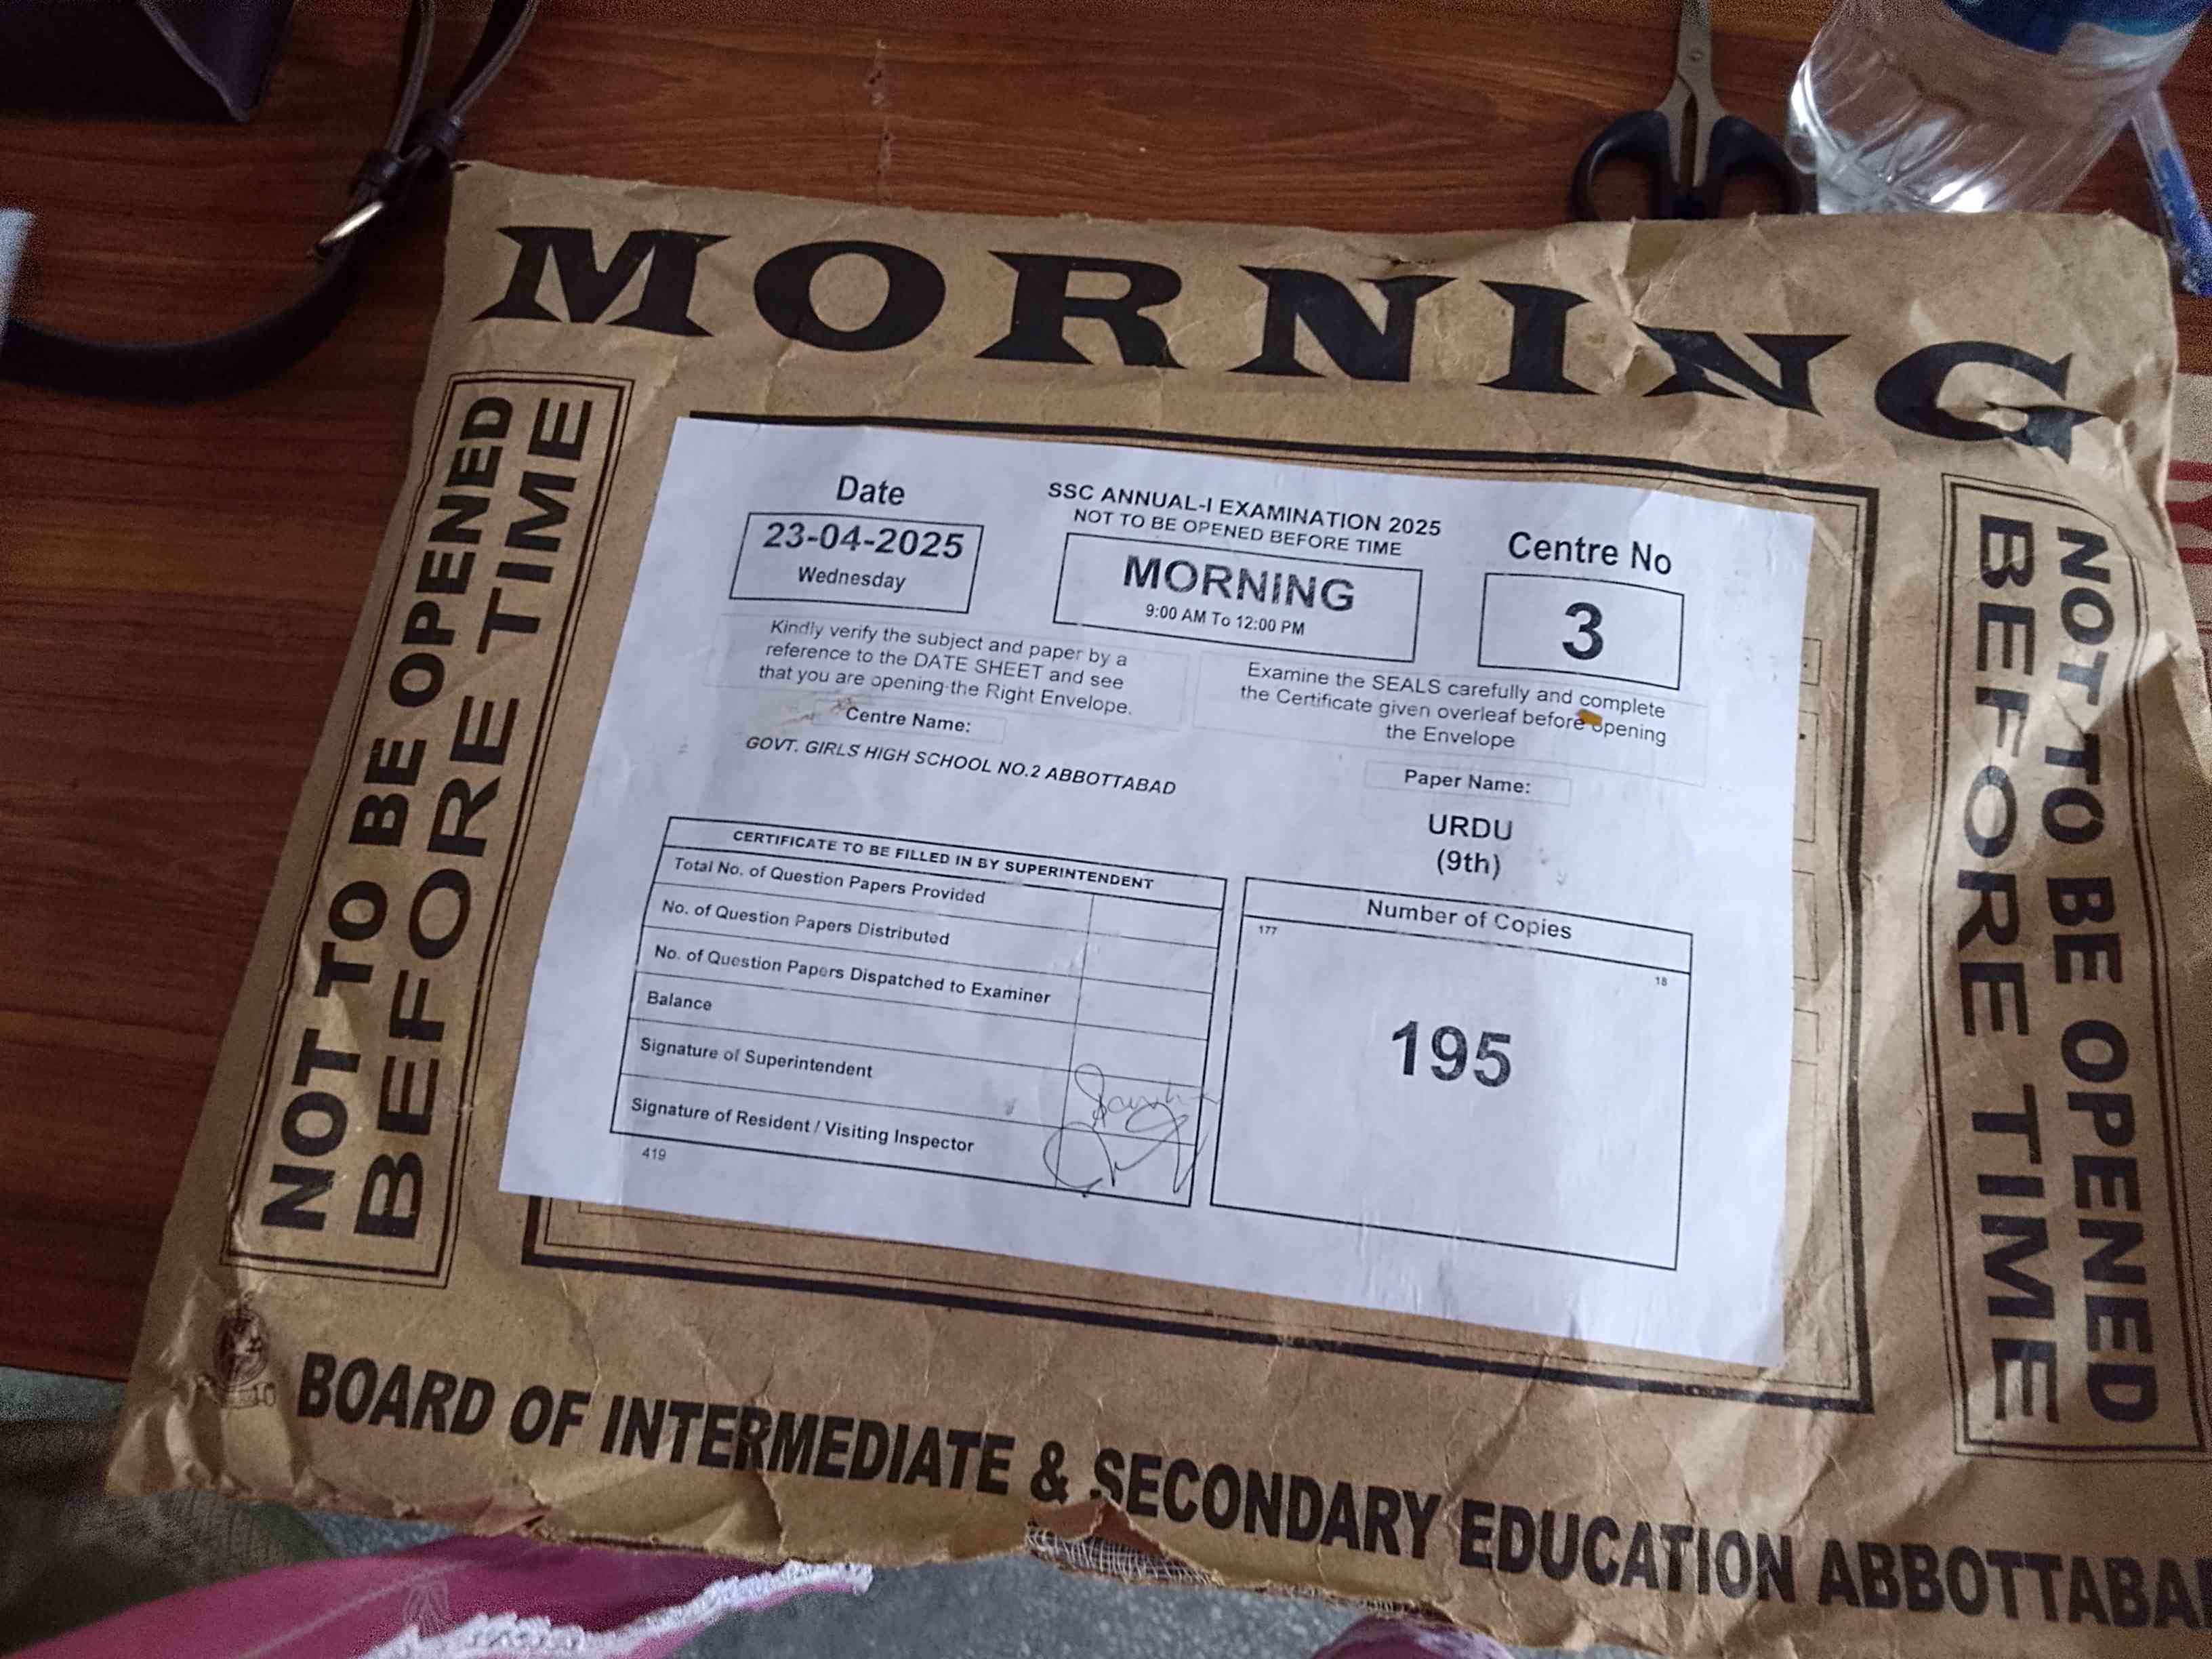 MORNING
NOT TO BE OPENED
BEFORE TIME
Date
23-04-2025
Wednesday
SSC ANNUAL-I EXAMINATION 2025
NOT TO BE OPENED BEFORE TIME
MORNING
9:00 AM To 12:00 PM
Centre No
3
Kindly verify the subject and paper by a
reference to the DATE SHEET and see
that you are opening the Right Envelope.
Examine the SEALS carefully and complete
the Certificate given overleaf before opening
the Envelope
Centre Name:
GOVT. GIRLS HIGH SCHOOL NO.2 ABBOTTABAD
Paper Name:
URDU
(9th)
CERTIFICATE TO BE FILLED IN BY SUPERINTENDENT
Total No. of Question Papers Provided
No. of Question Papers Distributed
No. of Question Papers Dispatched to Examiner
Balance
Signature of Superintendent
Signature of Resident / Visiting Inspector
419
Number of Copies
177
18
195
NOT TO BE OPENED
BEFORE TIME
BOARD OF INTERMEDIATE & SECONDARY EDUCATION ABBOTTABA